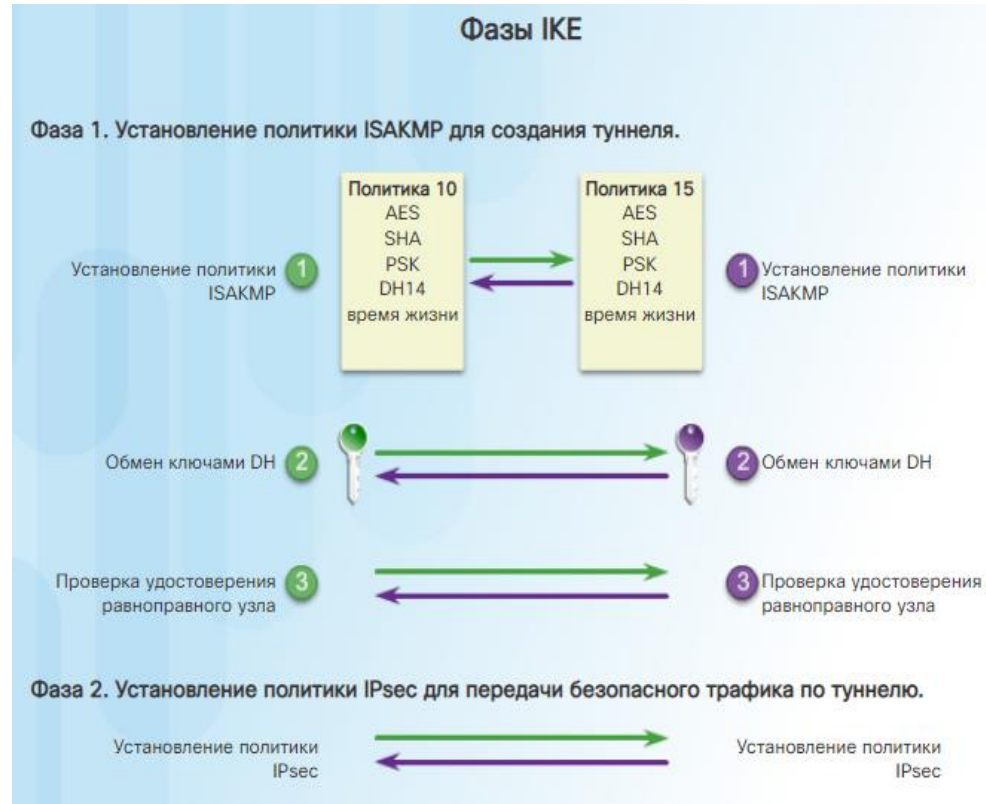 Фазы IKE
Фаза 1. Установление политики ISAKMP для создания туннеля.
Политика 10
AES
SHA
PSK
DH14
время жизни
Политика 15
AES
SHA
PSK
DH14
время жизни
Установление политики
ISAKMP
1
1
Установление политики
ISAKMP
Обмен ключами DH
2
2
Обмен ключами DH
Проверка удостоверения
равноправного узла
3
3
Проверка удостоверения
равноправного узла
Фаза 2. Установление политики IPsec для передачи безопасного трафика по туннелю.
Установление политики
IPsec
Установление политики
IPsec